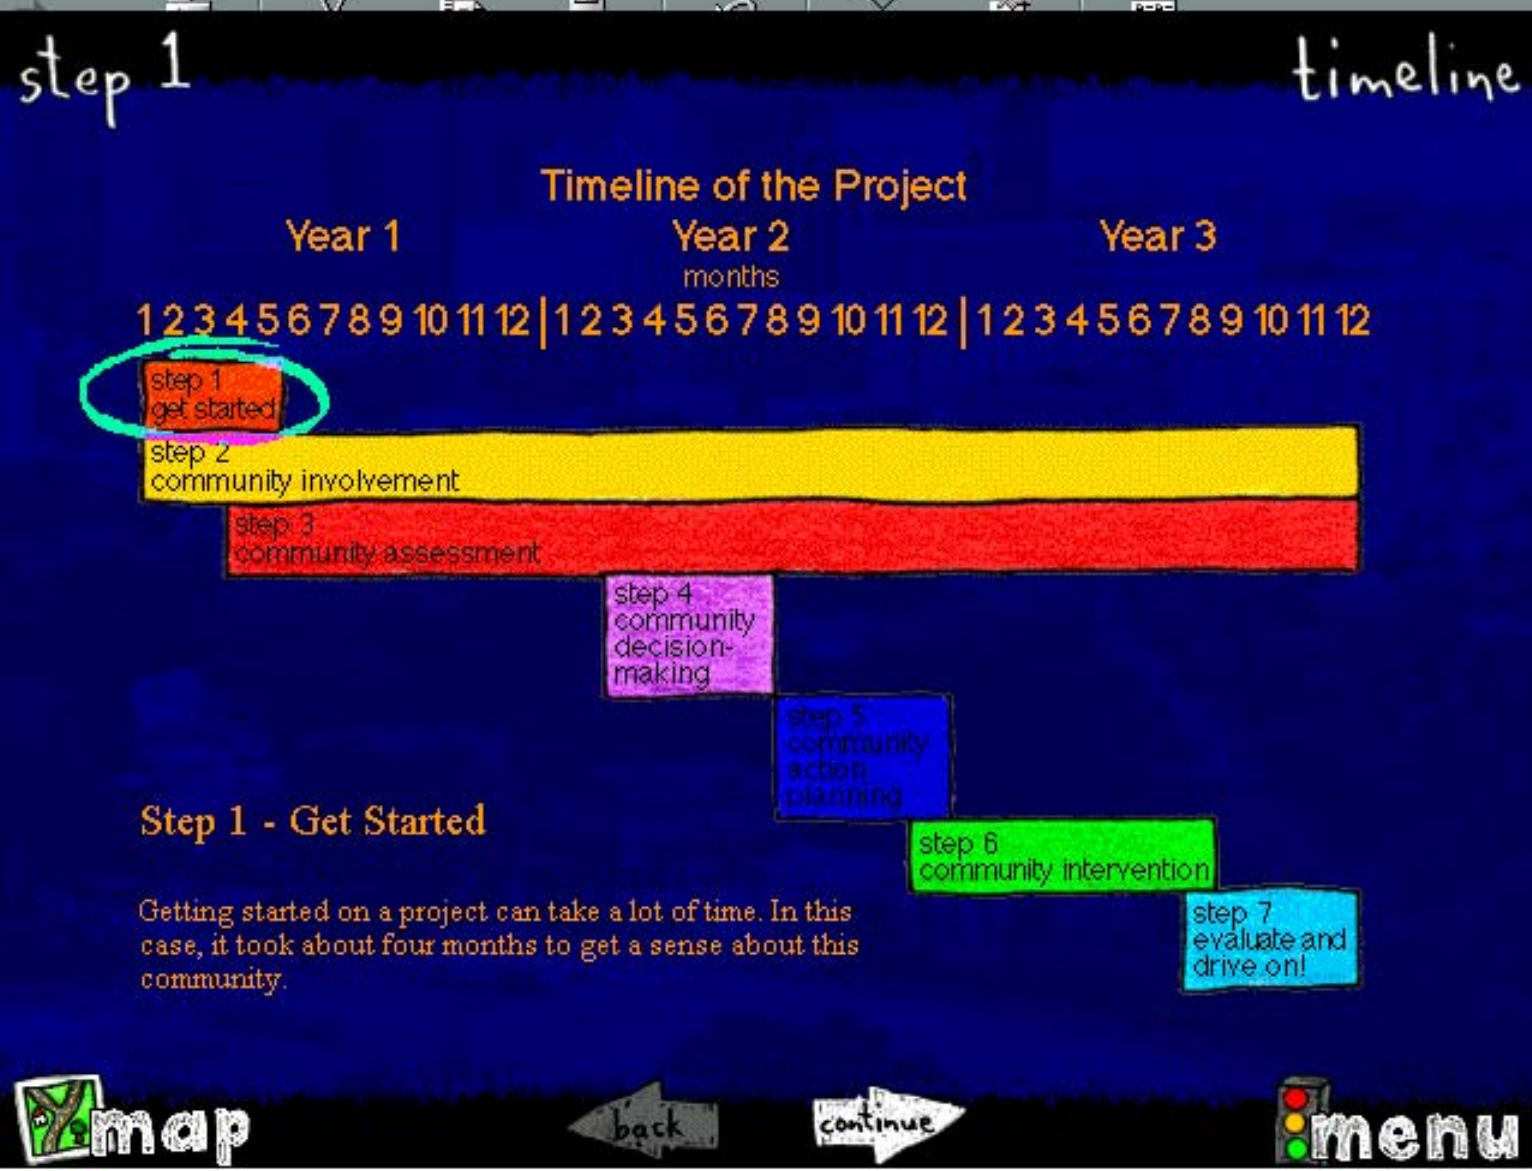 step 1
timeline
Timeline of the Project
Year 1 Year 2 Year 3
months
1 2 3 4 5 6 7 8 9 10 11 12 | 1 2 3 4 5 6 7 8 9 10 11 12 | 1 2 3 4 5 6 7 8 9 10 11 12
step 1
get started
step 2
community involvement
step 3
community assessment
step 4
community
decision-
making
step 5
community
action
planning
step 6
community intervention
step 7
evaluate and
drive on!
Step 1 - Get Started
Getting started on a project can take a lot of time. In this
case, it took about four months to get a sense about this
community.
map
back
continue
menu